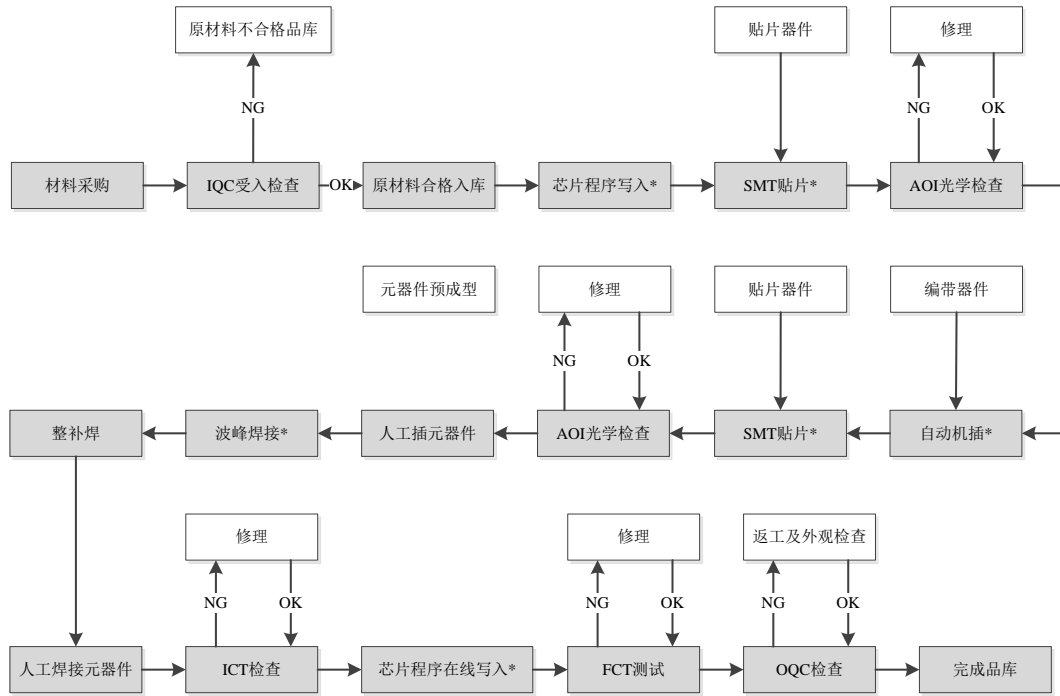 原材料不合格品库
贴片器件
修理
NG
NG
OK
材料采购
IQC受入检查
OK
原材料合格入库
芯片程序写入*
SMT贴片*
AOI光学检查
元器件预成型
修理
贴片器件
编带器件
NG
OK
整补焊
波峰焊接*
人工插元器件
AOI光学检查
SMT贴片*
自动机插*
修理
修理
返工及外观检查
NG
OK
NG
OK
NG
OK
人工焊接元器件
ICT检查
芯片程序在线写入*
FCT测试
OQC检查
完成品库